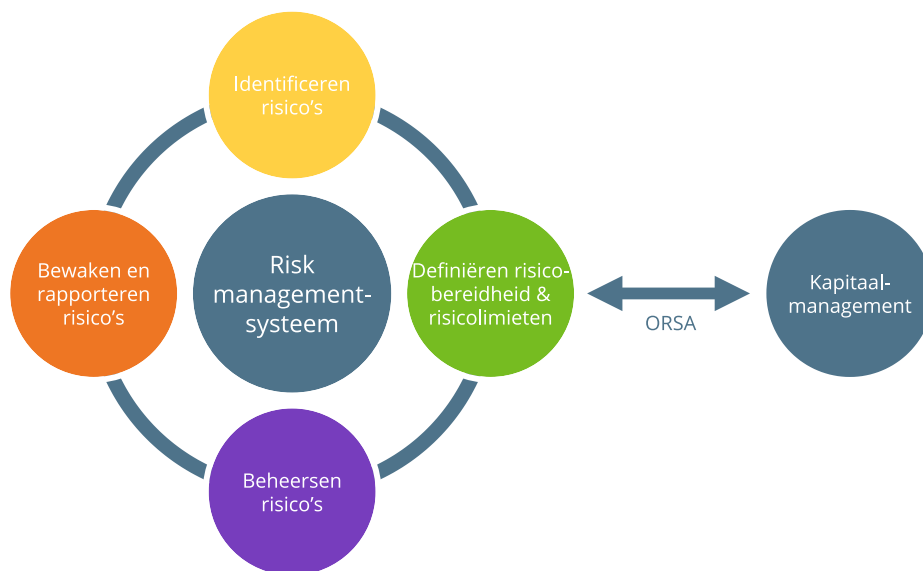 Identificeren
risico's
Bewaken en
rapporteren
risico's
Risk
management-
systeem
Definiëren risico-
bereidheid &
risicolimieten
ORSA
Kapitaal-
management
Beheersen
risico's